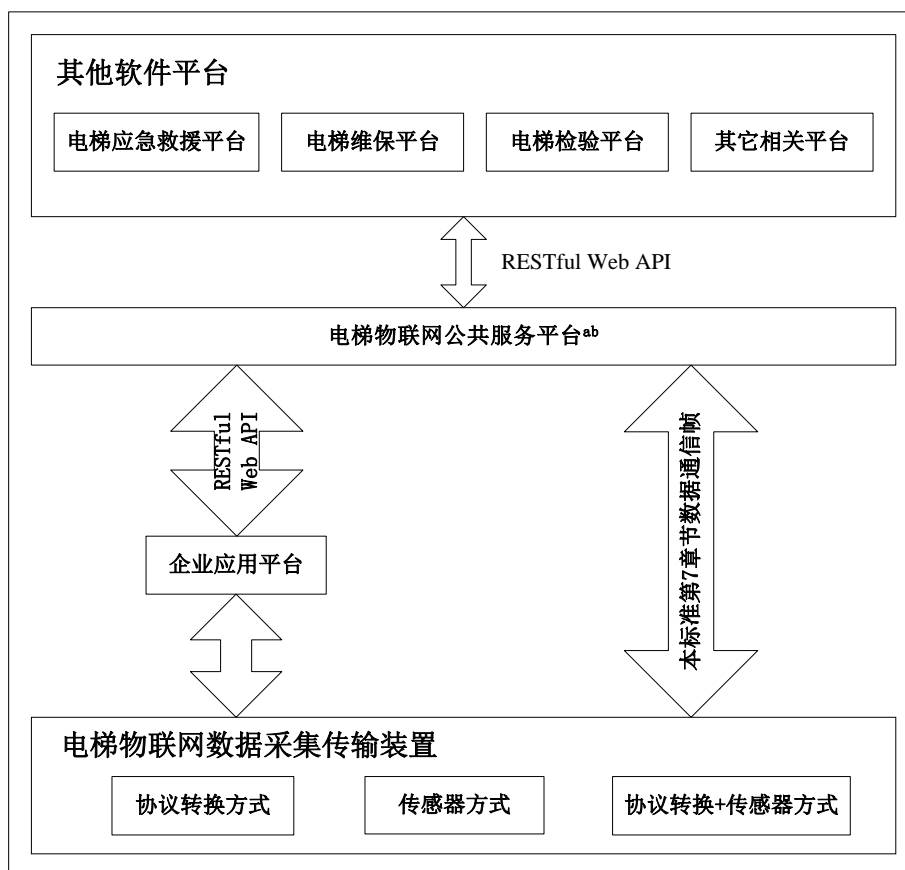 其他软件平台
电梯应急救援平台
电梯维保平台
电梯检验平台
其它相关平台
RESTful Web API
电梯物联网公共服务平台ab
RESTful
Web API
本标准第7章节数据通信帧
企业应用平台
电梯物联网数据采集传输装置
协议转换方式
传感器方式
协议转换+传感器方式